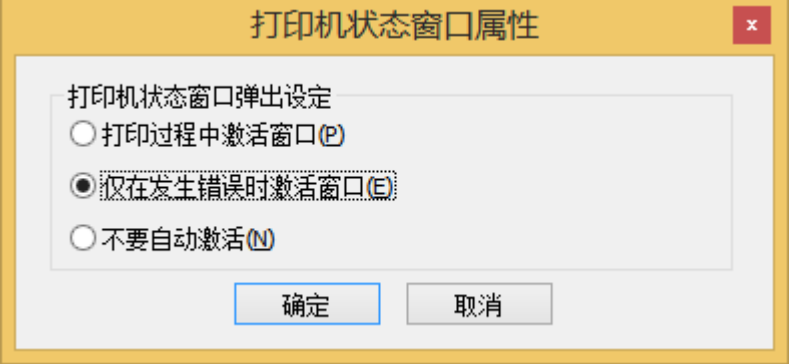 打印机状态窗口属性
x
打印机状态窗口弹出设定
打印过程中激活窗口(P)
仅在发生错误时激活窗口(E)
不要自动激活(N)
确定
取消